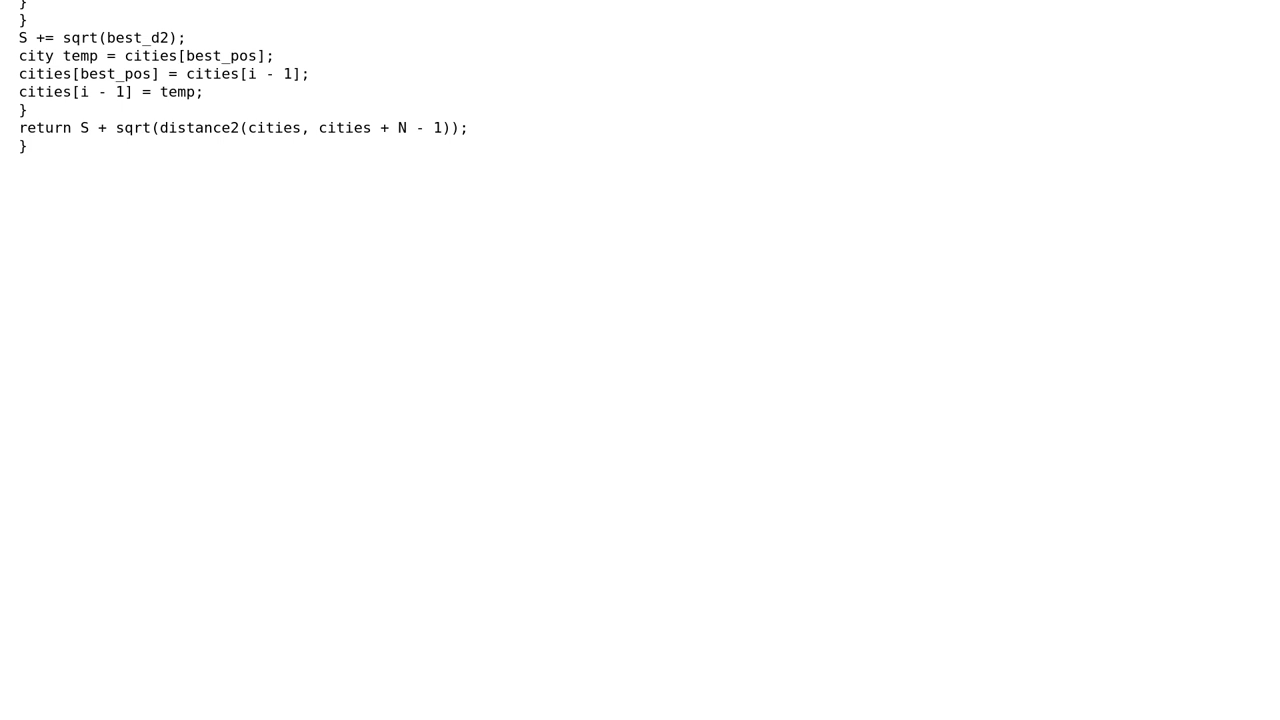 }
}
S += sqrt(best_d2);
city temp = cities[best_pos];
cities[best_pos] = cities[i - 1];
cities[i - 1] = temp;
}
return S + sqrt(distance2(cities, cities + N - 1));
}